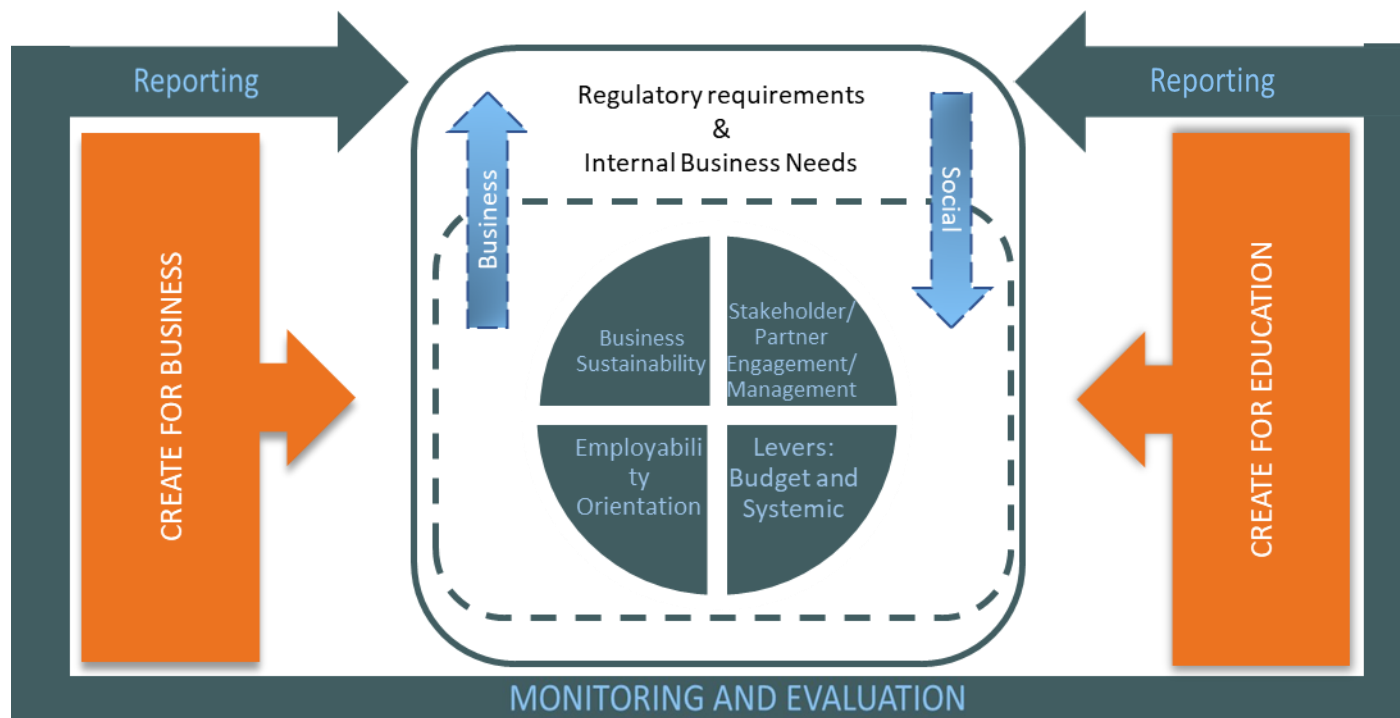 Reporting
Reporting
Regulatory requirements
&
Internal Business Needs
Business
Social
CREATE FOR BUSINESS
Business
Sustainability
Stakeholder/
Partner
Engagement/
Management
Employabili
ty
Orientation
Levers:
Budget and
Systemic
CREATE FOR EDUCATION
MONITORING AND EVALUATION